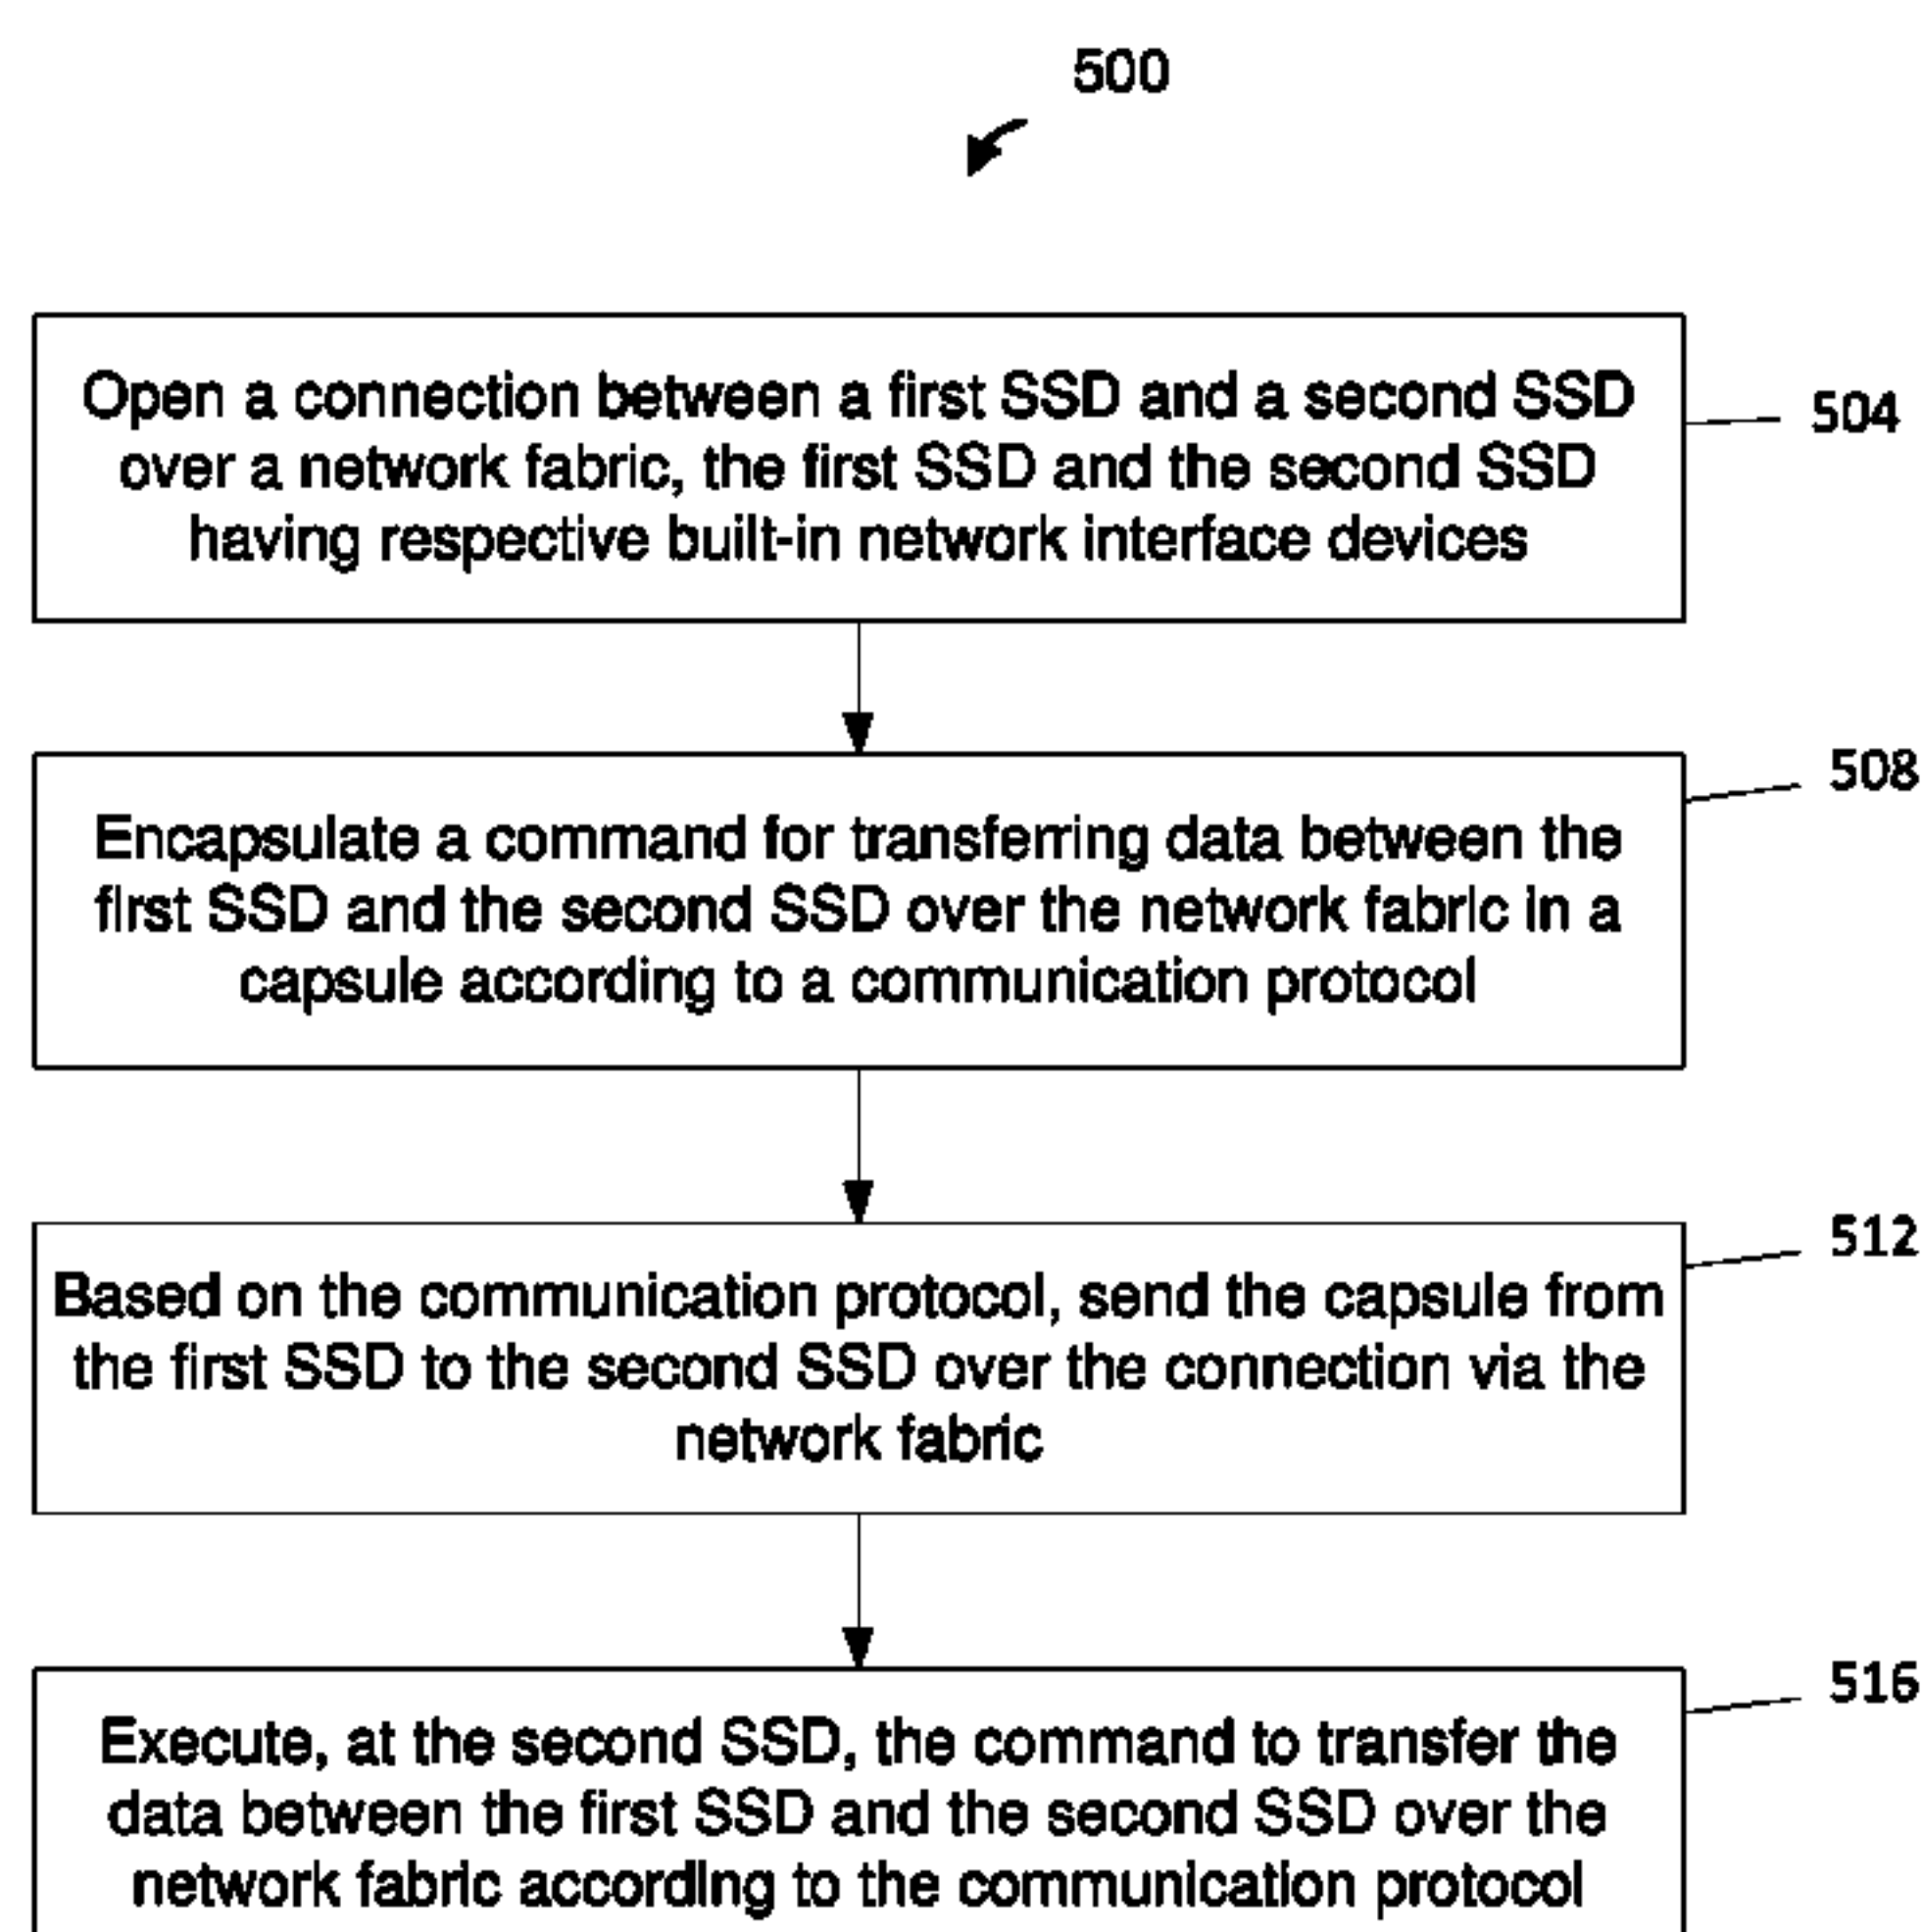 500
Open a connection between a first SSD and a second SSD
over a network fabric, the first SSD and the second SSD
having respective built-in network interface devices
504
Encapsulate a command for transferring data between the
first SSD and the second SSD over the network fabric in a
capsule according to a communication protocol
508
Based on the communication protocol, send the capsule from
the first SSD to the second SSD over the connection via the
network fabric
512
Execute, at the second SSD, the command to transfer the
data between the first SSD and the second SSD over the
network fabric according to the communication protocol
516